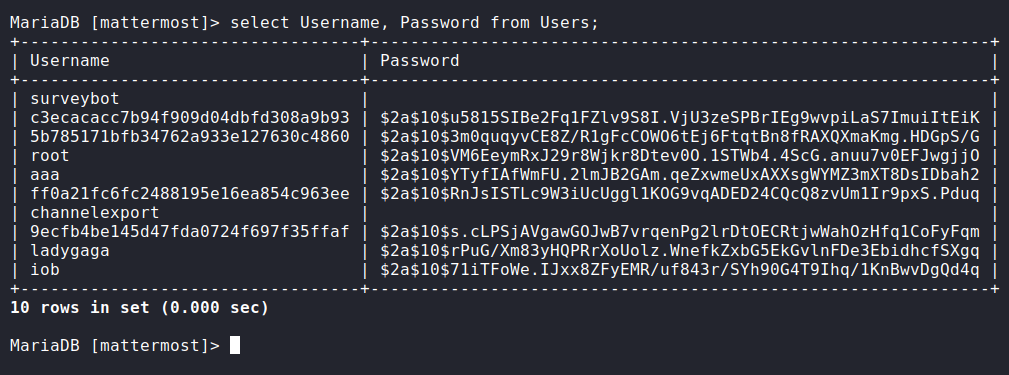 MariaDB [mattermost]> select Username, Password from Users;
+----------------------------------+--------------------------------------------------------------+
| Username                         | Password                                                     |
+----------------------------------+--------------------------------------------------------------+
| surveybot                        |                                                              |
| c3ecacacc7b94f909d04dbfd308a9b93 | $2a$10$u5815SIBe2Fq1FZlv9S8I.VjU3zeSPBrIEg9wvpiLaS7ImuiItEiK |
| 5b785171bfb34762a933e127630c4860 | $2a$10$3m0quqyvCE8Z/R1gFcCOWO6tEj6FtqtBn8fRAXQXmaKmg.HDGpS/G |
| root                             | $2a$10$VM6EeymRxJ29r8Wjkr8Dtev0O.1STWb4.4ScG.anuu7v0EFJwgjjO |
| aaa                              | $2a$10$YTyfIAfWmFU.2lmJB2GAm.qeZxwmeUxAXXsgWYMZ3mXT8DsIDbah2 |
| ff0a21fc6fc2488195e16ea854c963ee | $2a$10$RnJsISTLc9W3iUcUggl1KOG9vqADED24CQcQ8zvUm1Ir9pxS.Pduq |
| channelexport                    |                                                              |
| 9ecfb4be145d47fda0724f697f35ffaf | $2a$10$s.cLPSjAVgawGOJwB7vrqenPg2lrDtOECRtjwWahOzHfq1CoFyFqm |
| ladygaga                         | $2a$10$rPuG/Xm83yHQPRrXoUolz.WnefkZxbG5EkGvlnFDe3EbidhcfSXgq |
| iob                              | $2a$10$71iTFoWe.IJxx8ZFyEMR/uf843r/SYh90G4T9Ihq/1KnBwvDgQd4q |
+----------------------------------+--------------------------------------------------------------+
10 rows in set (0.000 sec)
MariaDB [mattermost]>